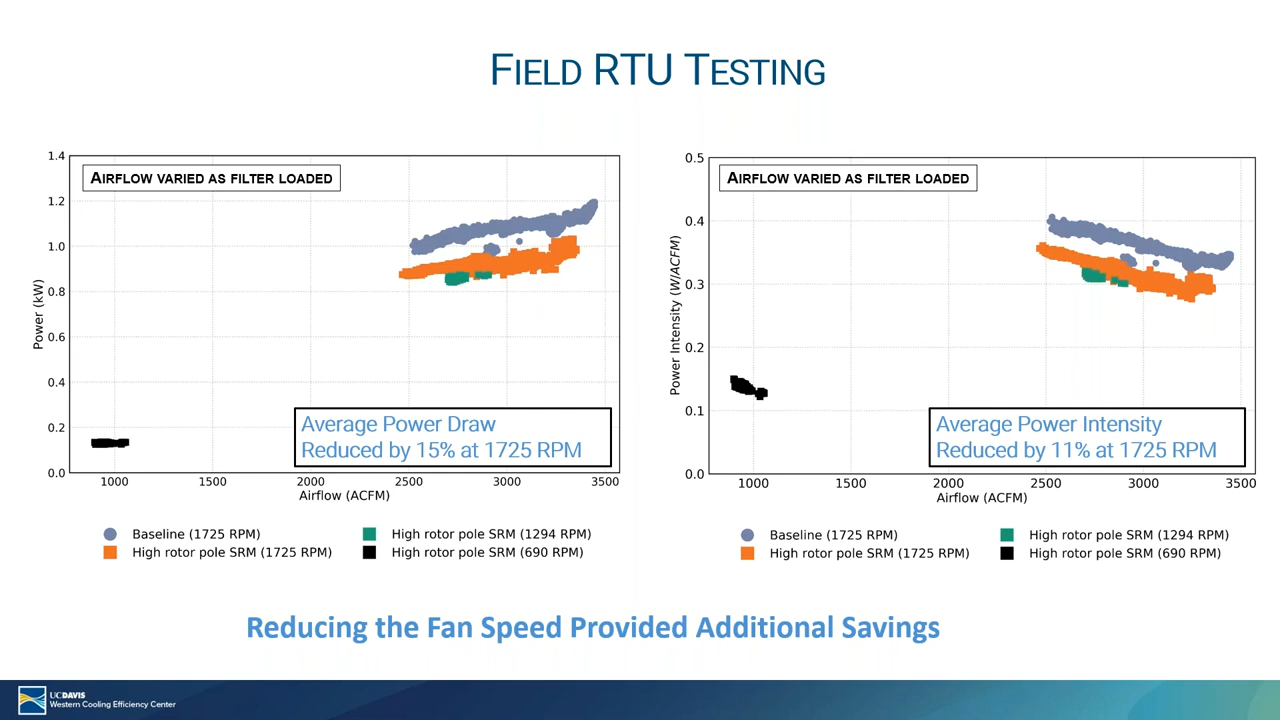 FIELD RTU TESTING
AIRFLOW VARIED AS FILTER LOADED
1.4
1.2
1.0
0.8
0.6
0.4
0.2
0.0
Power (kW)
1000 1500 2000 2500 3000 3500
Airflow (ACFM)
Average Power Draw
Reduced by 15% at 1725 RPM
Baseline (1725 RPM)
High rotor pole SRM (1725 RPM)
High rotor pole SRM (1294 RPM)
High rotor pole SRM (690 RPM)
AIRFLOW VARIED AS FILTER LOADED
0.5
0.4
0.3
0.2
0.1
0.0
Power Intensity (W/ACFM)
1000 1500 2000 2500 3000 3500
Airflow (ACFM)
Average Power Intensity
Reduced by 11% at 1725 RPM
Baseline (1725 RPM)
High rotor pole SRM (1725 RPM)
High rotor pole SRM (1294 RPM)
High rotor pole SRM (690 RPM)
Reducing the Fan Speed Provided Additional Savings
UCDAVIS
Western Cooling Efficiency Center